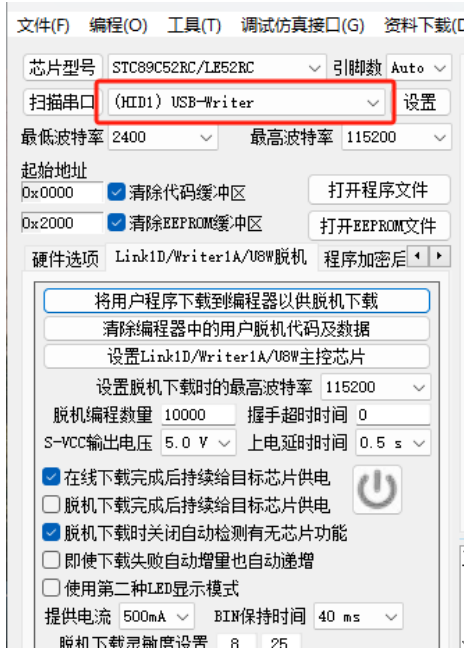 文件(F) 编程(O) 工具(T) 调试仿真接口(G) 资料下载(
芯片型号 STC89C52RC/LE52RC 引脚数 Auto
扫描串口 (HID1) USB-Writer 设置
最低波特率 2400 最高波特率 115200
起始地址
0x0000 清除代码缓冲区 打开程序文件
0x2000 清除EEPROM缓冲区 打开EEPROM文件
硬件选项 Link1D/Writer1A/U8W脱机 程序加密后
将用户程序下载到编程器以供脱机下载
清除编程器中的用户脱机代码及数据
设置Link1D/Writer1A/U8W主控芯片
设置脱机下载时的最高波特率 115200
脱机编程数量 10000 握手超时时间 0
S-VCC输出电压 5.0 V 上电延时时间 0.5 s
在线下载完成后持续给目标芯片供电
脱机下载完成后持续给目标芯片供电
脱机下载时关闭自动检测有无芯片功能
即使下载失败自动增量也自动递增
使用第二种LED显示模式
提供电流 500mA BIN保持时间 40 ms
脱机下载灵敏度设置 8 25